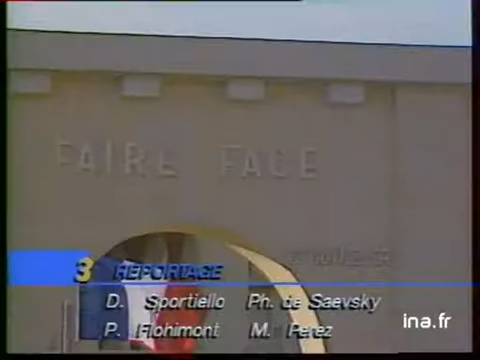 FAIRE FACE
3 REPORTAGE
D. Sportiello Ph. de Saevsky
P. Flohimont M. Perez
ina.fr